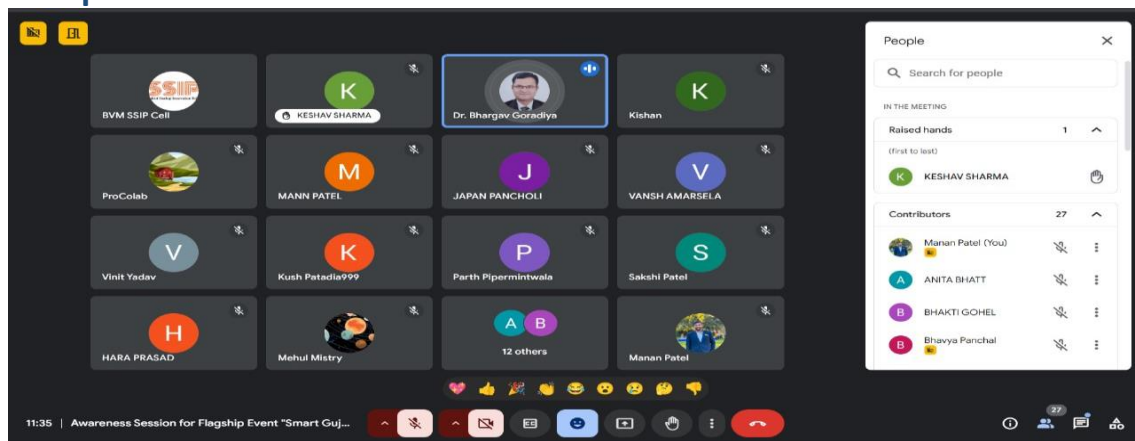 SSIP
BVM SSIP Cell
K
KESHAV SHARMA
Dr. Bhargav Goradiya
K
Kishan
ProColab
M
MANN PATEL
J
JAPAN PANCHOLI
V
VANSH AMARSELA
V
Vinit Yadav
K
Kush Patadia999
P
Parth Pipermintwala
S
Sakshi Patel
H
HARA PRASAD
Mehul Mistry
A B
12 others
Manan Patel
11:35 | Awareness Session for Flagship Event "Smart Guj...
People
Search for people
IN THE MEETING
Raised hands 1
(first to last)
K KESHAV SHARMA
Contributors 27
Manan Patel (You)
A ANITA BHATT
B BHAKTI GOHEL
B Bhavya Panchal
27